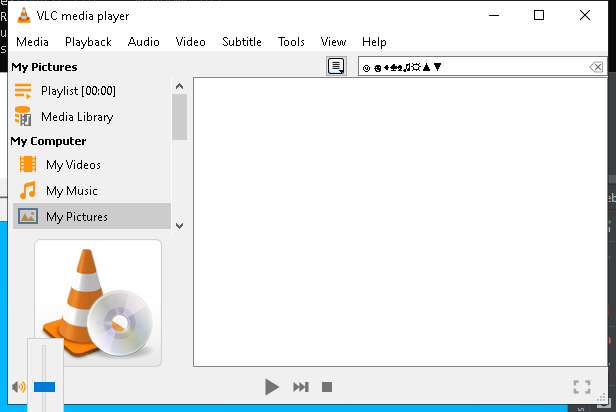 VLC media player
Media Playback Audio Video Subtitle Tools View Help
My Pictures
Playlist [00:00]
Media Library
My Computer
My Videos
My Music
My Pictures